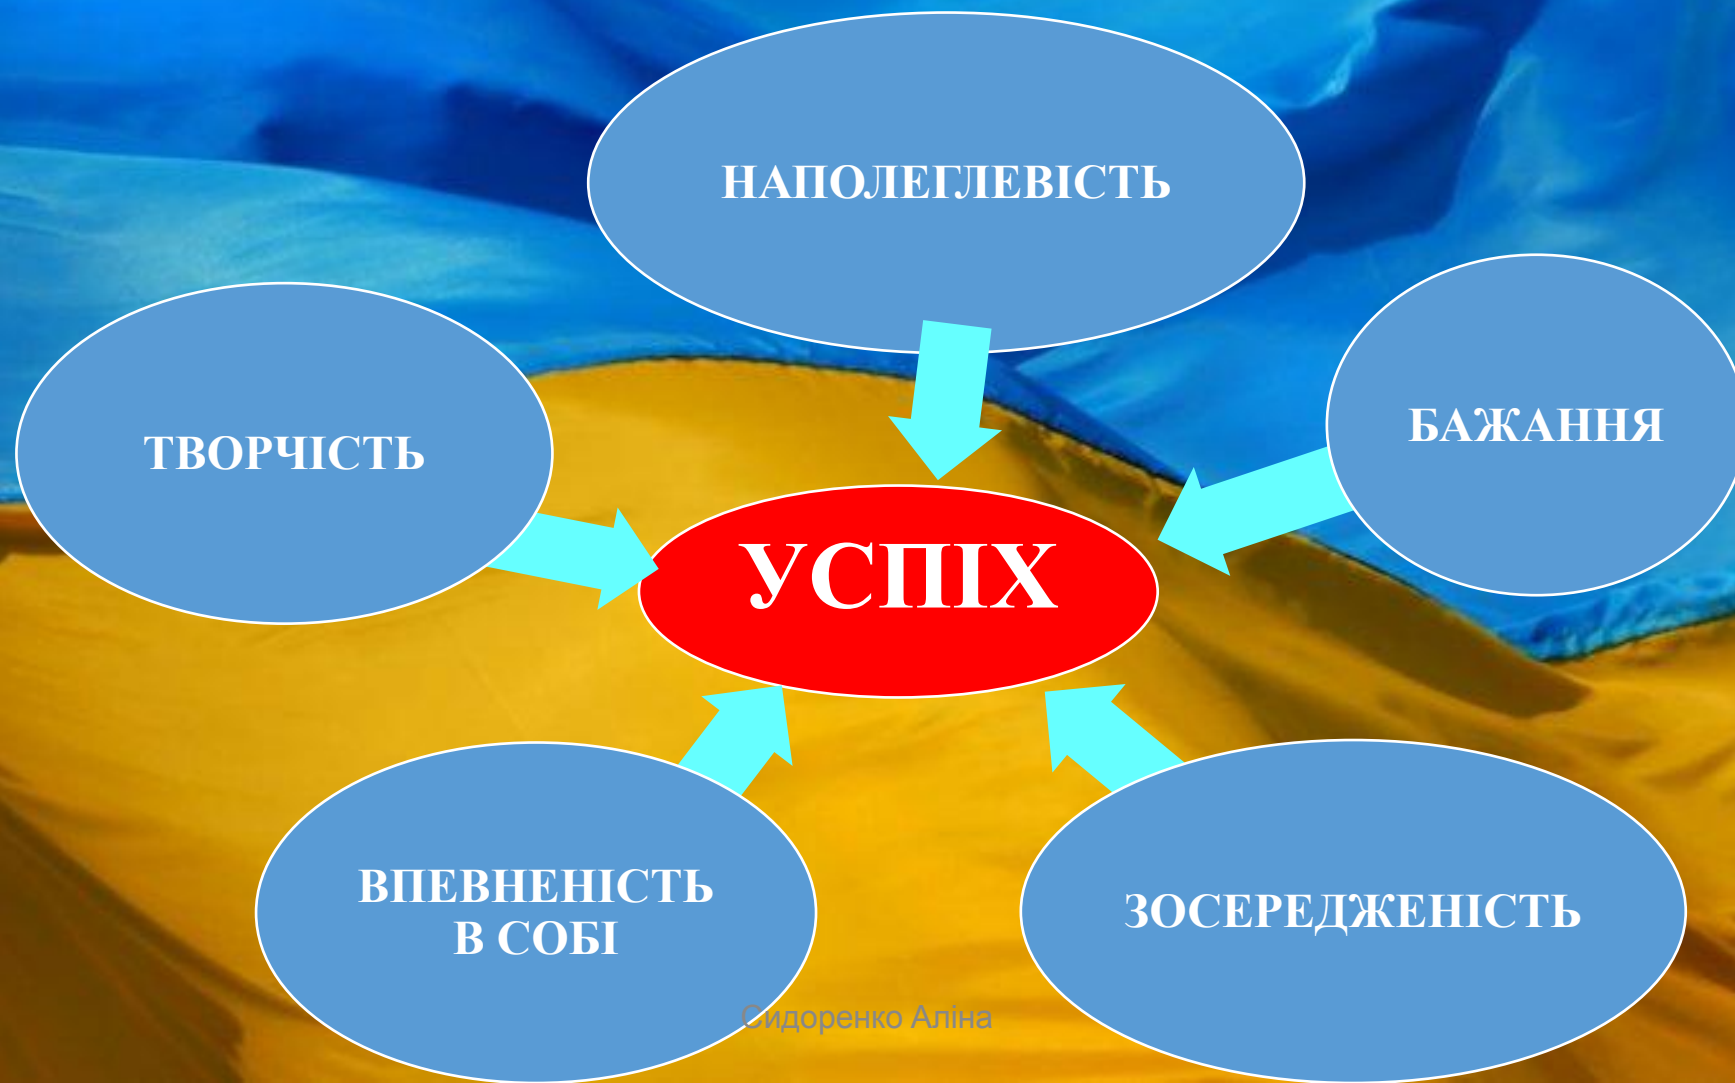 НАПОЛЕГЛЕВІСТЬ
БАЖАННЯ
ТВОРЧІСТЬ
УСПІХ
ВПЕВНЕНІСТЬ
В СОБІ
ЗОСЕРЕДЖЕНІСТЬ
Сидоренко Аліна